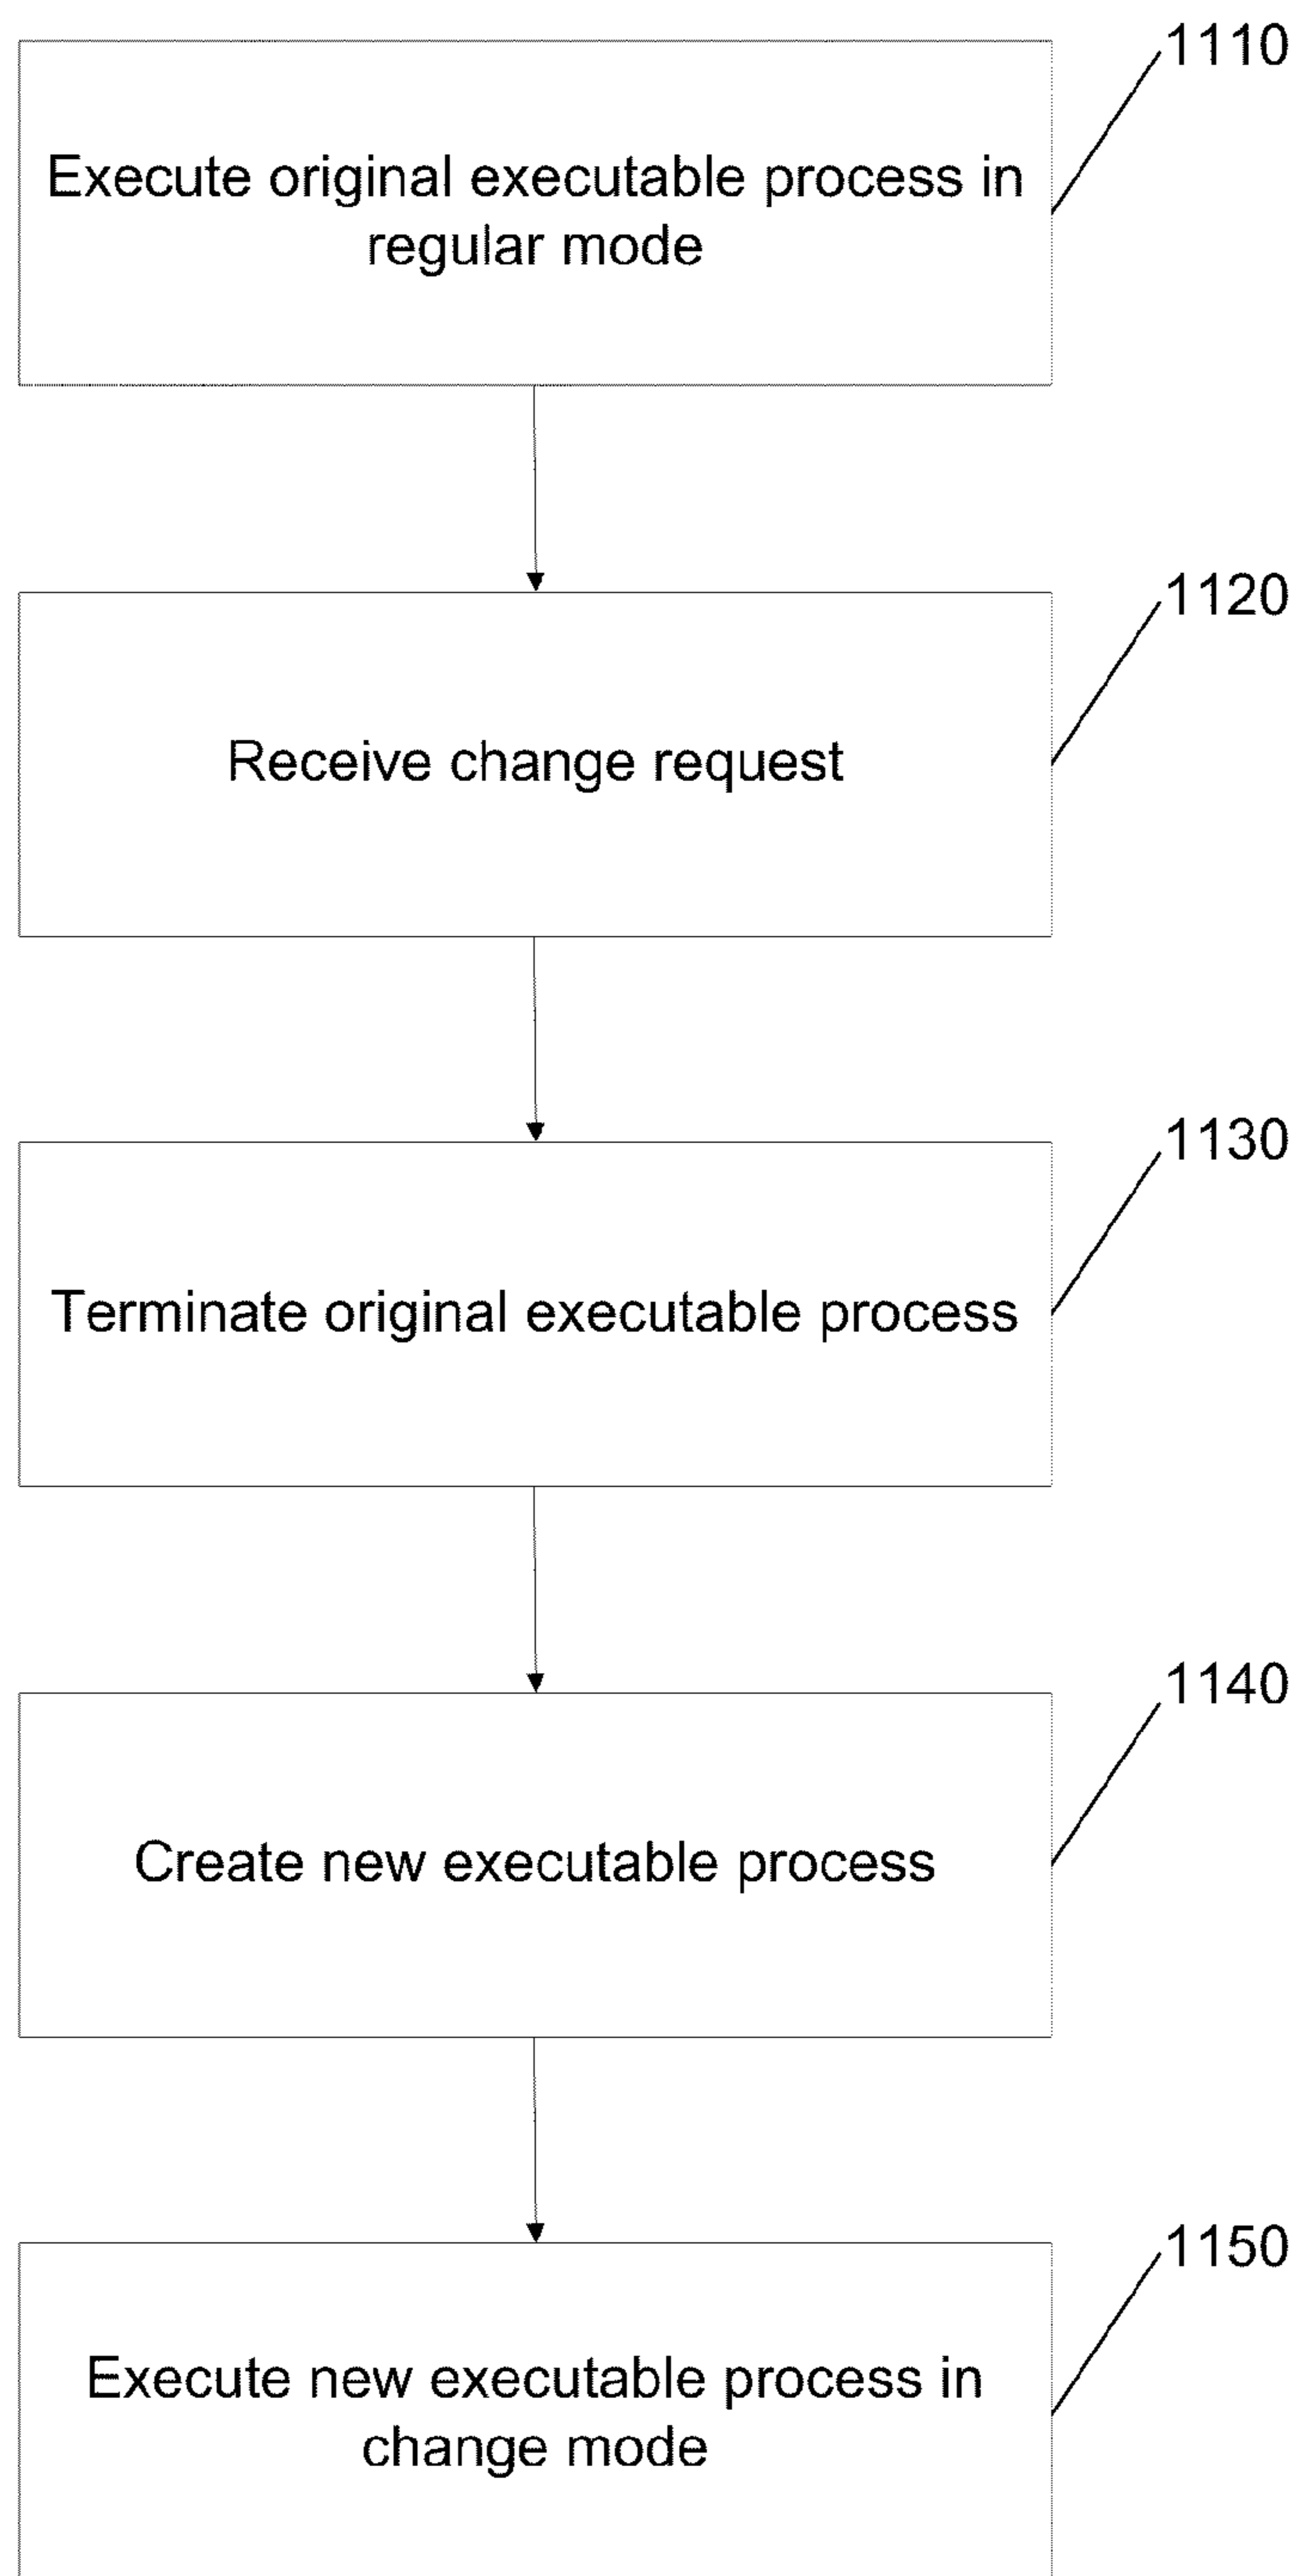 1110
Execute original executable process in
regular mode
1120
Receive change request
1130
Terminate original executable process
1140
Create new executable process
1150
Execute new executable process in
change mode